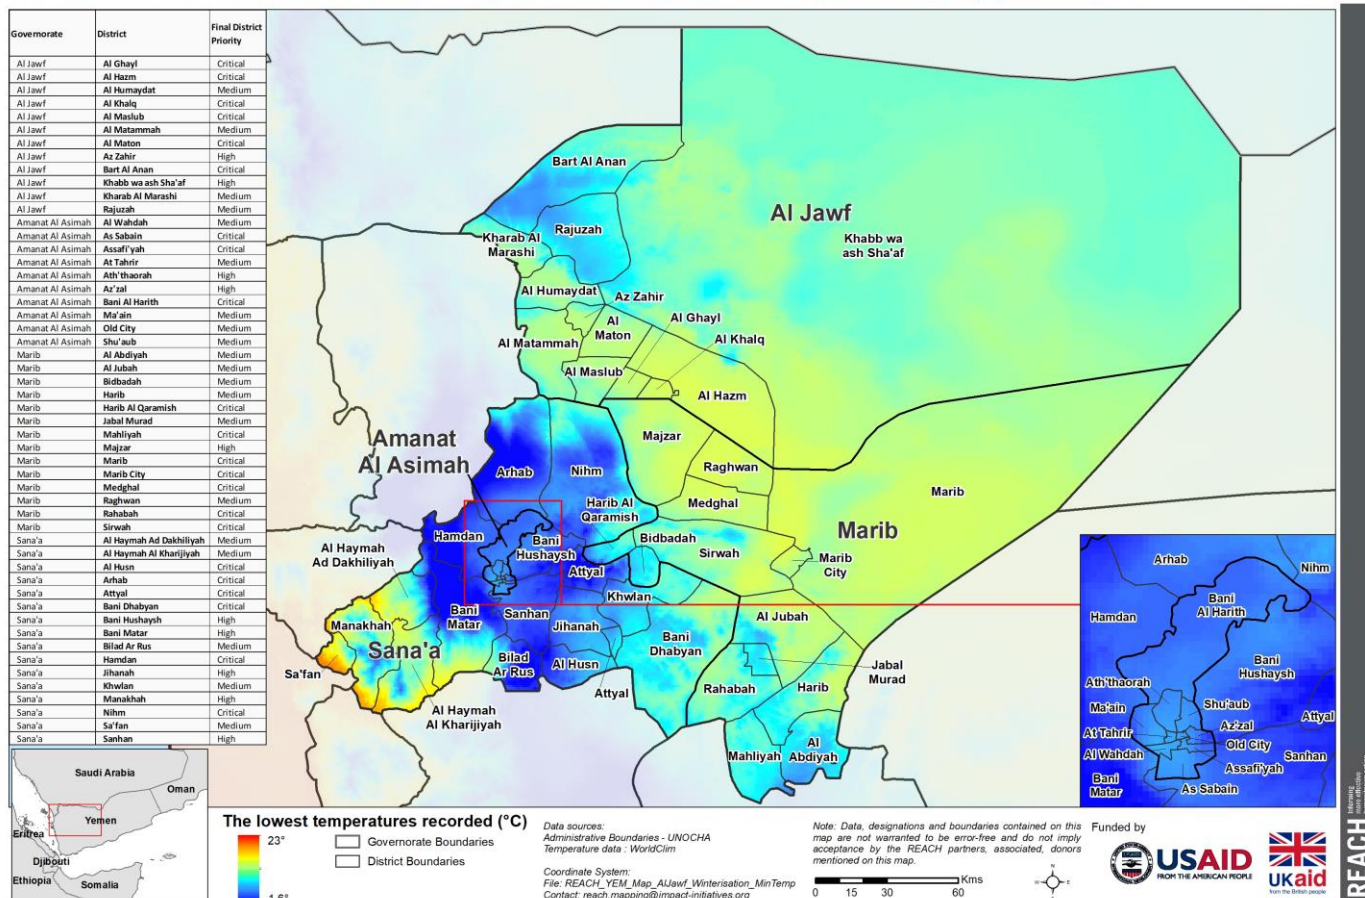 Governorate District Final District Priority
Al Jawf Al Ghayl Critical
Al Jawf Al Hazm Critical
Al Jawf Al Humaydat Medium
Al Jawf Al Khalq Critical
Al Jawf Al Maslub Critical
Al Jawf Al Matammah Medium
Al Jawf Al Maton Critical
Al Jawf Az Zahir High
Al Jawf Bart Al Anan Critical
Al Jawf Khabb wa ash Sha'af High
Al Jawf Kharab Al Marashi Medium
Al Jawf Rajuzah Medium
Amanat Al Asimah Al Wahdah Medium
Amanat Al Asimah As Sabain Critical
Amanat Al Asimah Assafi'yah Critical
Amanat Al Asimah At Tahrir Medium
Amanat Al Asimah Ath'thaorah High
Amanat Al Asimah Az'zal High
Amanat Al Asimah Bani Al Harith Critical
Amanat Al Asimah Ma'ain Medium
Amanat Al Asimah Old City Medium
Amanat Al Asimah Shu'aub Medium
Marib Al Abdiyah Medium
Marib Al Jubah Medium
Marib Bidbadah Medium
Marib Harib Medium
Marib Harib Al Qaramish Critical
Marib Jabal Murad Medium
Marib Mahliyah Critical
Marib Majzar High
Marib Marib Critical
Marib Marib City Critical
Marib Medghal Critical
Marib Raghwan Medium
Marib Rahabah Critical
Marib Sirwah Critical
Sana'a Al Haymah Ad Dakhiliyah Medium
Sana'a Al Haymah Al Kharijiyah Medium
Sana'a Al Husn Critical
Sana'a Arhab Critical
Sana'a Attyal Critical
Sana'a Bani Dhabyan Critical
Sana'a Bani Hushaysh High
Sana'a Bani Matar High
Sana'a Bilad Ar Rus Medium
Sana'a Hamdan Critical
Sana'a Jihanah High
Sana'a Khwlan Medium
Sana'a Manakhah High
Sana'a Nihm Critical
Sana'a Sa'fan Medium
Sana'a Sanhan High
Bart Al Anan
Rajuzah
Kharab Al
Marashi
Al Jawf
Khabb wa
ash Sha'af
Al Humaydat
Az Zahir
Al
Maton
Al Ghayl
Al Khalq
Al Matammah
Al Maslub
Al Hazm
Amanat
Al Asimah
Majzar
Raghwan
Arhab
Nihm
Marib
Medghal
Harib Al
Qaramish
Marib
Hamdan
Bani
Hushaysh
Bidbadah
Sirwah
Al Haymah
Ad Dakhiliyah
Attyal
Marib
City
Khwlan
Bani
Matar
Sanhan
Jihanah
Al Jubah
Manakhah
Sana'a
Bani
Dhabyan
Bilad
Ar Rus
Al Husn
Jabal
Murad
Sa'fan
Attyal
Rahabah
Harib
Al Haymah
Al Kharijiyah
Mahliyah
Al
Abdiyah
Arhab
Nihm
Bani
Al Harith
Hamdan
Bani
Hushaysh
Ath'thaorah
Ma'ain
Shu'aub
Az'zal
Attyal
At Tahrir
Old City
Al Wahdah
Sanhan
Assafi'yah
Bani
Matar
As Sabain
Saudi Arabia
Oman
Yemen
Eritrea
Djibouti
Ethiopia
Somalia
The lowest temperatures recorded (°C)
23°
-1.6°
Governorate Boundaries
District Boundaries
Data sources:
Administrative Boundaries - UNOCHA
Temperature data : WorldClim
Coordinate System:
File: REACH_YEM_Map_AlJawf_Winterisation_MinTemp
Contact: reach.mapping@impact-initiatives.org
Note: Data, designations and boundaries contained on this
map are not warranted to be error-free and do not imply
acceptance by the REACH partners, associated, donors
mentioned on this map.
Kms
0 15 30 60
N
Funded by
USAID
FROM THE AMERICAN PEOPLE
UKaid
from the British people
REACH
Informing
more effective